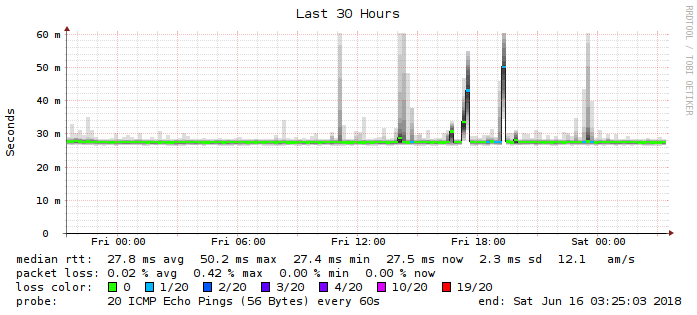 Last 30 Hours
RRDTOOL / TOBI OETIKER
Seconds
60 m
50 m
40 m
30 m
20 m
10 m
0
Fri 00:00 Fri 06:00 Fri 12:00 Fri 18:00 Sat 00:00
median rtt: 27.8 ms avg 50.2 ms max 27.4 ms min 27.5 ms now 2.3 ms sd 12.1 am/s
packet loss: 0.02 % avg 0.42 % max 0.00 % min 0.00 % now
loss color: 0 1/20 2/20 3/20 4/20 10/20 19/20
probe: 20 ICMP Echo Pings (56 Bytes) every 60s end: Sat Jun 16 03:25:03 2018